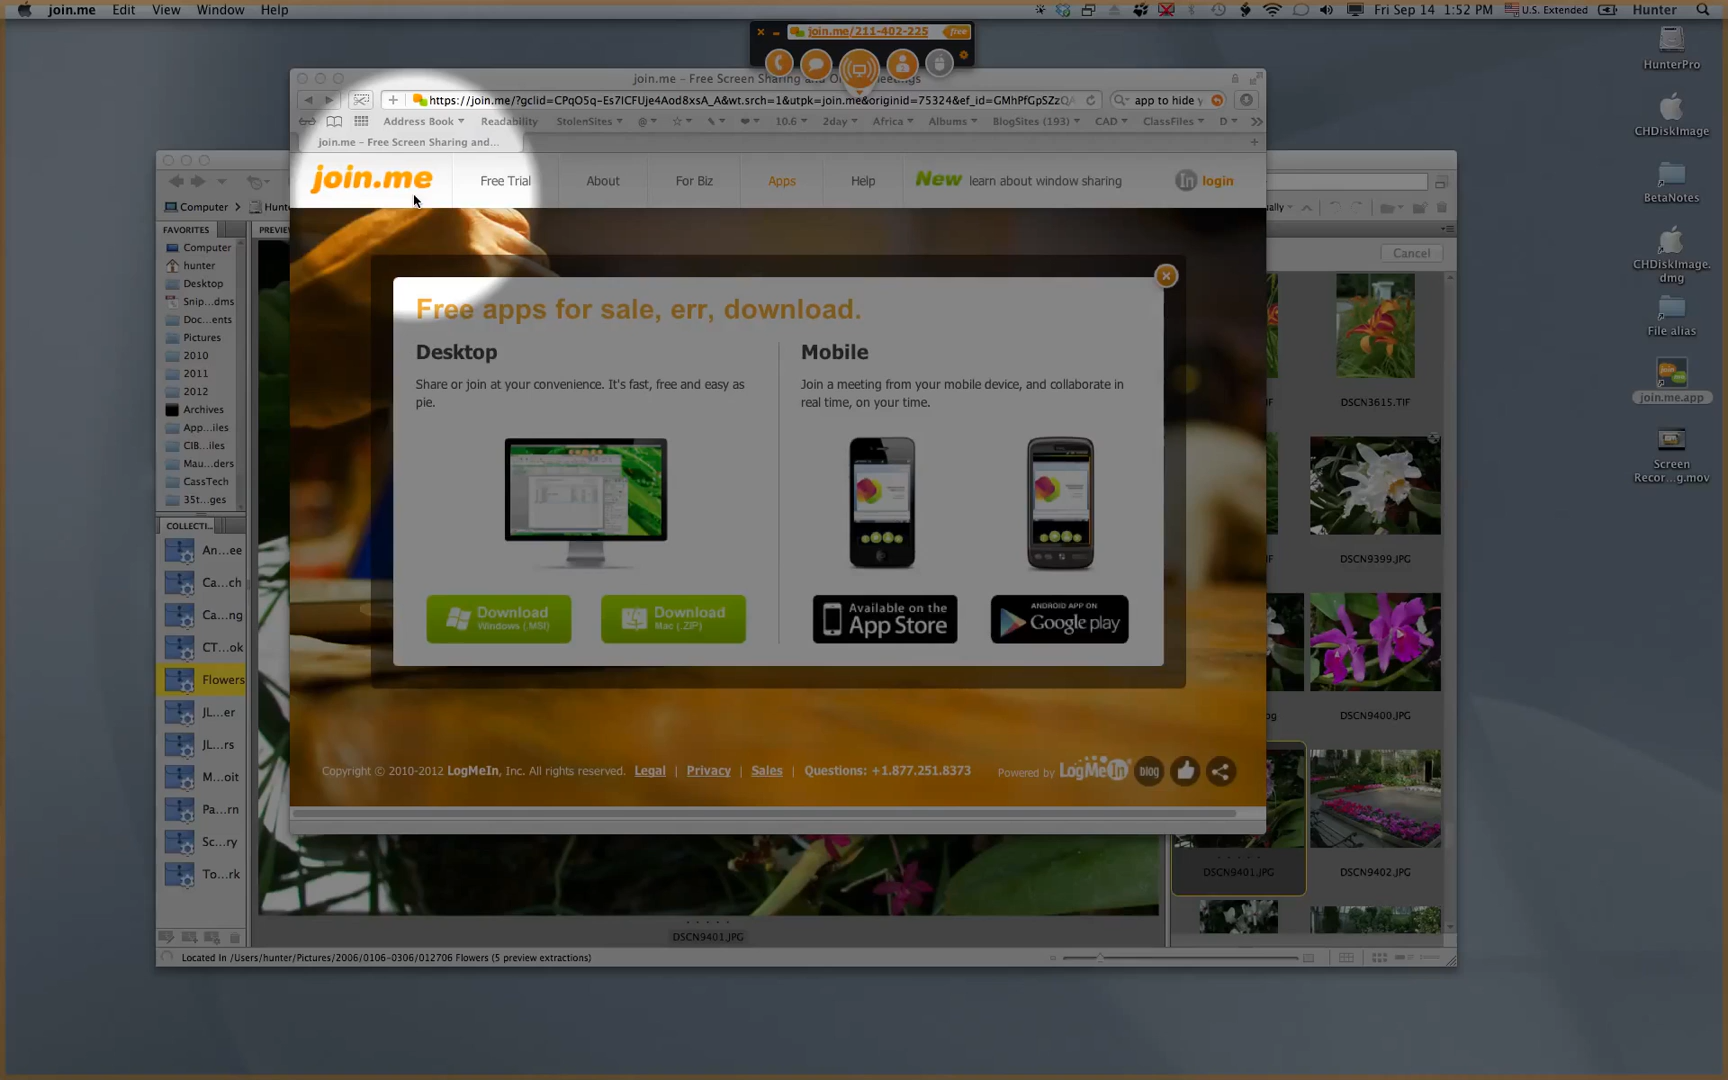 join.me Edit View Window Help
Fri Sep 14 1:52 PM U.S. Extended Hunter
join.me/211-402-225 free
join.me – Free Screen Sharing and
https://join.me/?gclid=CPqO5q-Es7ICFUje4Aod8xsA_A&wt.srch=1&utpk=join.me&originid=75324&ef_id=GMhPfGpSZzQA
app to hide
Address Book Readability StolenSites @ 10.6 2day Africa Albums BlogSites (193) CAD ClassFiles D
join.me – Free Screen Sharing and...
join.me
Free Trial
About
For Biz
Apps
Help
New learn about window sharing
in login
Free apps for sale, err, download.
Desktop
Share or join at your convenience. It's fast, free and easy as
pie.
Download
Windows (.MSI)
Download
Mac (.ZIP)
Mobile
Join a meeting from your mobile device, and collaborate in
real time, on your time.
Available on the
App Store
ANDROID APP ON
Google play
Copyright © 2010-2012 LogMeIn, Inc. All rights reserved. Legal | Privacy | Sales | Questions: +1.877.251.8373
Powered by LogMeIn blog
Computer
FAVORITES
Computer
hunter
Desktop
Snip...dms
Doc...ents
Pictures
2010
2011
2012
Archives
App...iles
CIB...iles
Mau...ders
CassTech
35t...ges
COLLECTI...
An...ee
Ca...ch
Ca...ng
CT...ok
Flowers
JL...er
JL...rs
M...oit
Pa...rn
Sc...ry
To...rk
DSCN9401.JPG
Located In /Users/hunter/Pictures/2006/0106-0306/012706 Flowers (5 preview extractions)
Cancel
DSCN3615.TIF
DSCN9399.JPG
DSCN9400.JPG
DSCN9401.JPG
DSCN9402.JPG
HunterPro
CHDiskImage
BetaNotes
CHDiskImage.
dmg
File alias
join.me.app
Screen
Recor...g.mov